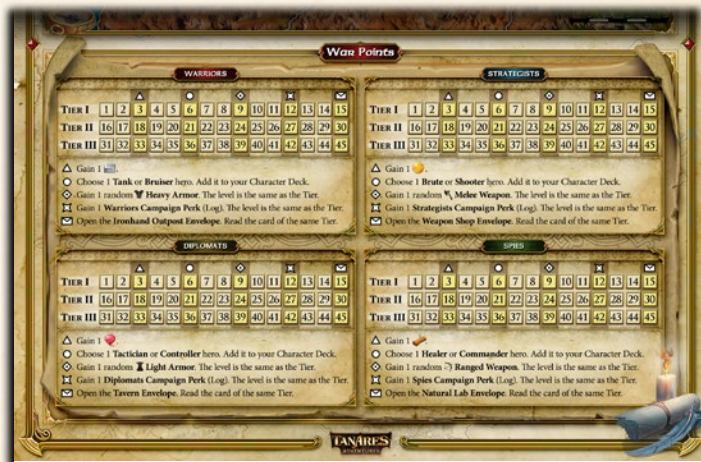 War Points
WARRIORS
TIER I 1 2 3 4 5 6 7 8 9 10 11 12 13 14 15
TIER II 16 17 18 19 20 21 22 23 24 25 26 27 28 29 30
TIER III 31 32 33 34 35 36 37 38 39 40 41 42 43 44 45
Gain 1 .
Choose 1 Tank or Bruiser hero. Add it to your Character Deck.
Gain 1 random Heavy Armor. The level is the same as the Tier.
Gain 1 Warriors Campaign Perk (Log). The level is the same as the Tier.
Open the Ironhand Outpost Envelope. Read the card of the same Tier.
STRATEGISTS
TIER I 1 2 3 4 5 6 7 8 9 10 11 12 13 14 15
TIER II 16 17 18 19 20 21 22 23 24 25 26 27 28 29 30
TIER III 31 32 33 34 35 36 37 38 39 40 41 42 43 44 45
Gain 1 .
Choose 1 Brute or Shooter hero. Add it to your Character Deck.
Gain 1 random Melee Weapon. The level is the same as the Tier.
Gain 1 Strategists Campaign Perk (Log). The level is the same as the Tier.
Open the Weapon Shop Envelope. Read the card of the same Tier.
DIPLOMATS
TIER I 1 2 3 4 5 6 7 8 9 10 11 12 13 14 15
TIER II 16 17 18 19 20 21 22 23 24 25 26 27 28 29 30
TIER III 31 32 33 34 35 36 37 38 39 40 41 42 43 44 45
Gain 1 .
Choose 1 Tactician or Controller hero. Add it to your Character Deck.
Gain 1 random Light Armor. The level is the same as the Tier.
Gain 1 Diplomats Campaign Perk (Log). The level is the same as the Tier.
Open the Tavern Envelope. Read the card of the same Tier.
SPIES
TIER I 1 2 3 4 5 6 7 8 9 10 11 12 13 14 15
TIER II 16 17 18 19 20 21 22 23 24 25 26 27 28 29 30
TIER III 31 32 33 34 35 36 37 38 39 40 41 42 43 44 45
Gain 1 .
Choose 1 Healer or Commander hero. Add it to your Character Deck.
Gain 1 random Ranged Weapon. The level is the same as the Tier.
Gain 1 Spies Campaign Perk (Log). The level is the same as the Tier.
Open the Natural Lab Envelope. Read the card of the same Tier.
TANARES
ADVENTURES